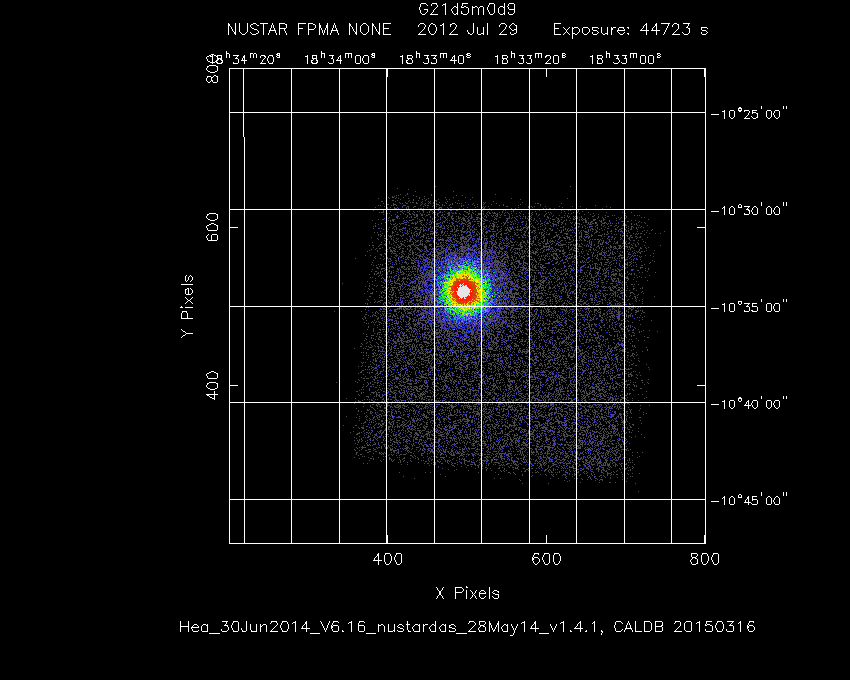 G21d5m0d9
NUSTAR FPMA NONE 2012 Jul 29 Exposure: 44723 s
18ʰ34ᵐ20ˢ 18ʰ34ᵐ00ˢ 18ʰ33ᵐ40ˢ 18ʰ33ᵐ20ˢ 18ʰ33ᵐ00ˢ
800
-10°25'00"
-10°30'00"
600
Y Pixels
-10°35'00"
400
-10°40'00"
-10°45'00"
400 600 800
X Pixels
Hea_30Jun2014_V6.16_nustardas_28May14_v1.4.1, CALDB 20150316